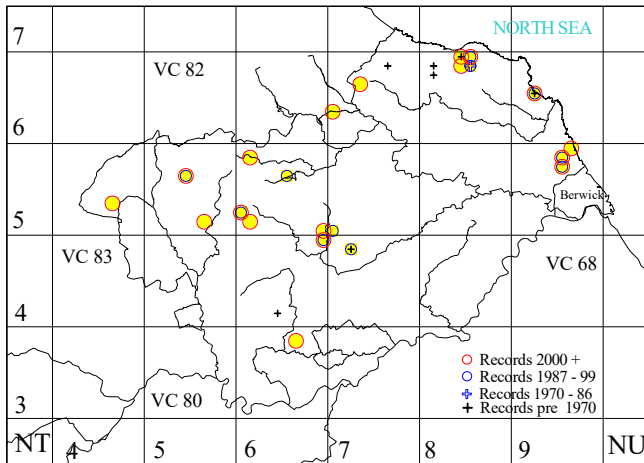 NORTH SEA
7
VC 82
6
Berwick
5
VC 83
VC 68
4
Records 2000 +
Records 1987 - 99
Records 1970 - 86
VC 80
Records pre 1970
3
NT 4 5 6 7 8 9 NU